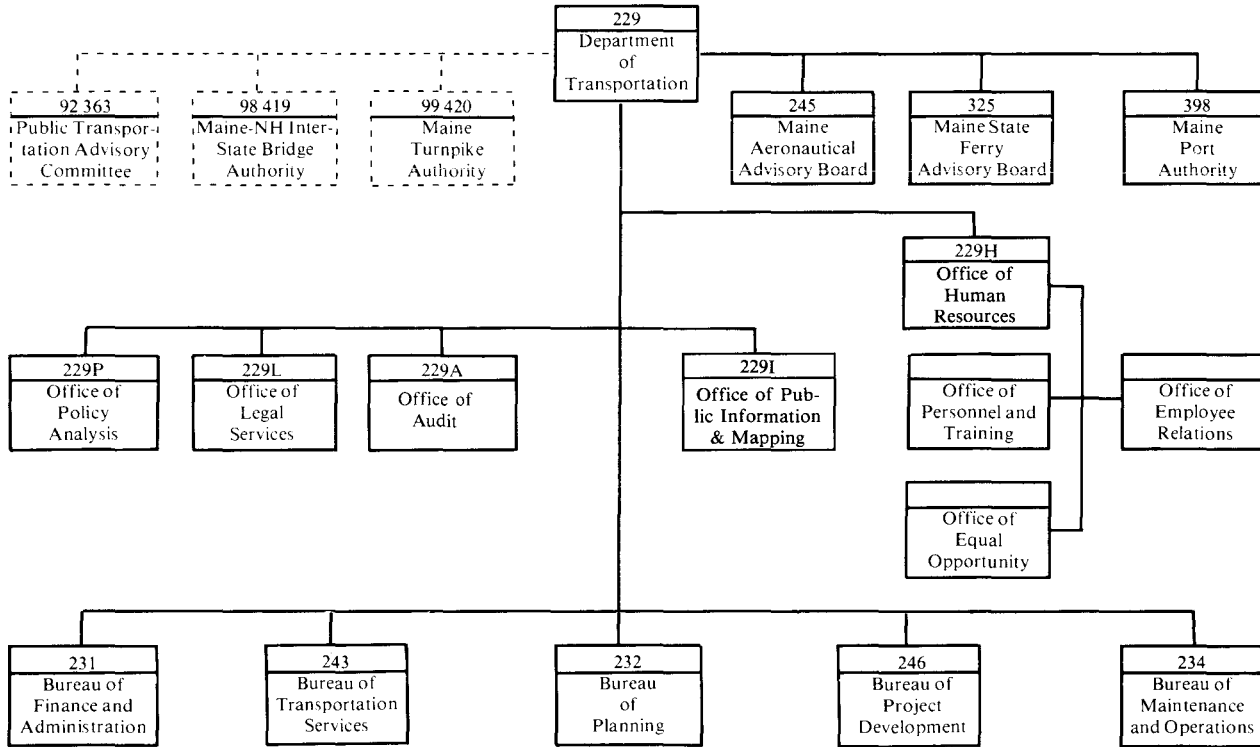 229
Department
of
Transportation
92 363
Public Transpor-
tation Advisory
Committee
98 419
Maine-NH Inter-
State Bridge
Authority
99 420
Maine
Turnpike
Authority
245
Maine
Aeronautical
Advisory Board
325
Maine State
Ferry
Advisory Board
398
Maine
Port
Authority
229H
Office of
Human
Resources
229P
Office of
Policy
Analysis
229L
Office of
Legal
Services
229A
Office of
Audit
229I
Office of Pub-
lic Information
& Mapping
Office of
Personnel and
Training
Office of
Employee
Relations
Office of
Equal
Opportunity
231
Bureau of
Finance and
Administration
243
Bureau of
Transportation
Services
232
Bureau
of
Planning
246
Bureau of
Project
Development
234
Bureau of
Maintenance
and Operations